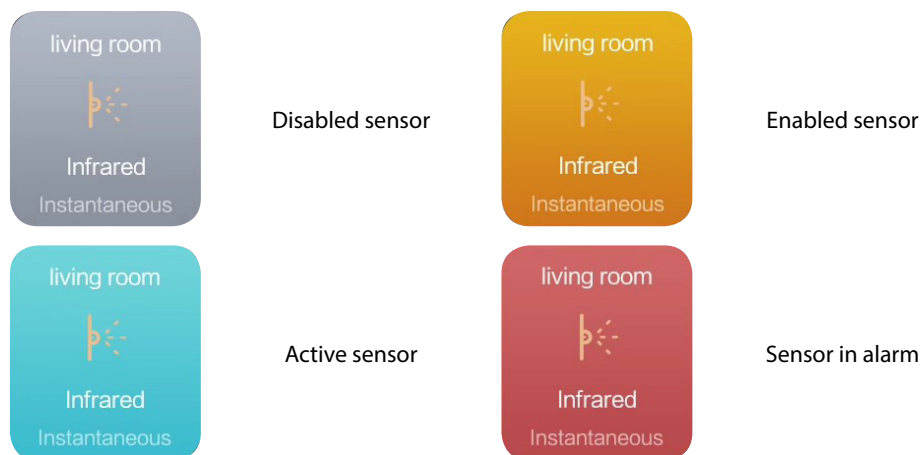 living room
Infrared
Instantaneous
Disabled sensor
living room
Infrared
Instantaneous
Enabled sensor
living room
Infrared
Instantaneous
Active sensor
living room
Infrared
Instantaneous
Sensor in alarm